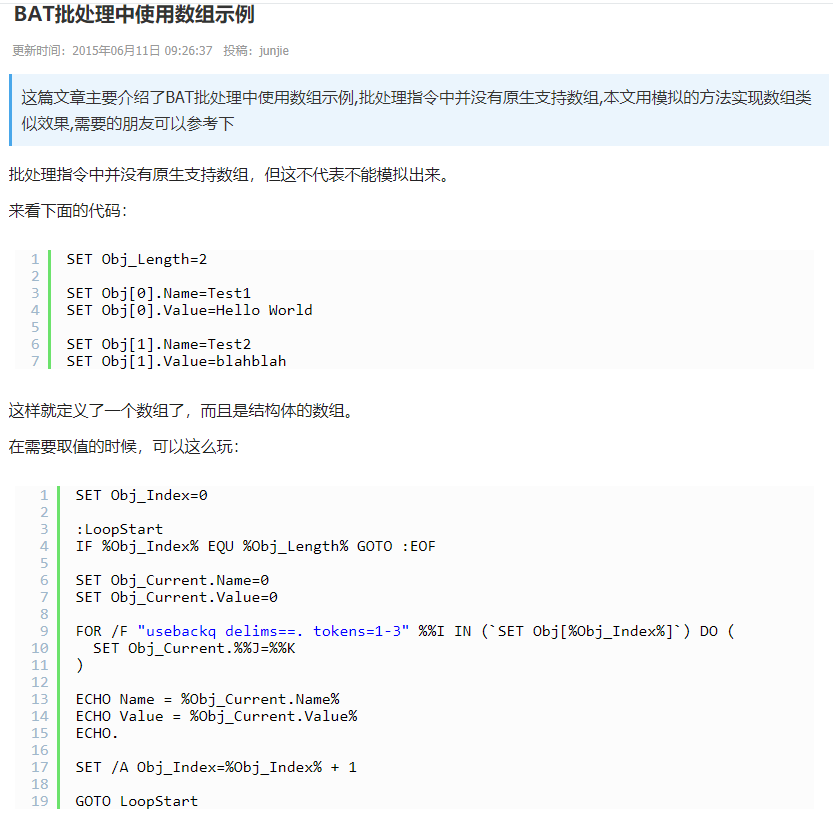 BAT批处理中使用数组示例
更新时间：2015年06月11日 09:26:37 投稿：junjie
这篇文章主要介绍了BAT批处理中使用数组示例,批处理指令中并没有原生支持数组,本文用模拟的方法实现数组类
似效果,需要的朋友可以参考下
批处理指令中并没有原生支持数组，但这不代表不能模拟出来。
来看下面的代码：
1 SET Obj_Length=2
2
3 SET Obj[0].Name=Test1
4 SET Obj[0].Value=Hello World
5
6 SET Obj[1].Name=Test2
7 SET Obj[1].Value=blahblah
这样就定义了一个数组了，而且是结构体的数组。
在需要取值的时候，可以这么玩：
1 SET Obj_Index=0
2
3 :LoopStart
4 IF %Obj_Index% EQU %Obj_Length% GOTO :EOF
5
6 SET Obj_Current.Name=0
7 SET Obj_Current.Value=0
8
9 FOR /F "usebackq delims==. tokens=1-3" %%I IN (`SET Obj[%Obj_Index%]`) DO (
10 SET Obj_Current.%%J=%%K
11 )
12
13 ECHO Name = %Obj_Current.Name%
14 ECHO Value = %Obj_Current.Value%
15 ECHO.
16
17 SET /A Obj_Index=%Obj_Index% + 1
18
19 GOTO LoopStart